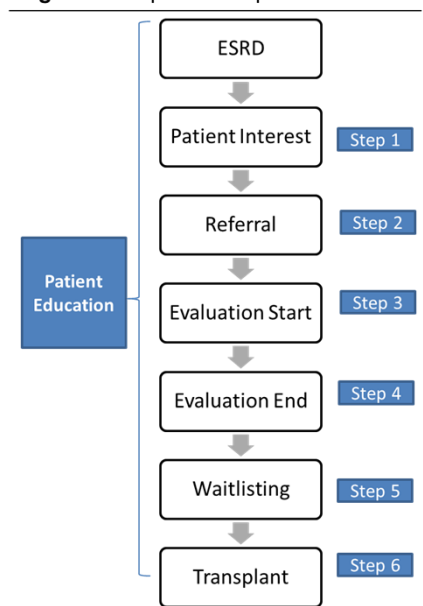 ESRD
Patient Interest
Step 1
Referral
Step 2
Patient
Education
Evaluation Start
Step 3
Evaluation End
Step 4
Waitlisting
Step 5
Transplant
Step 6